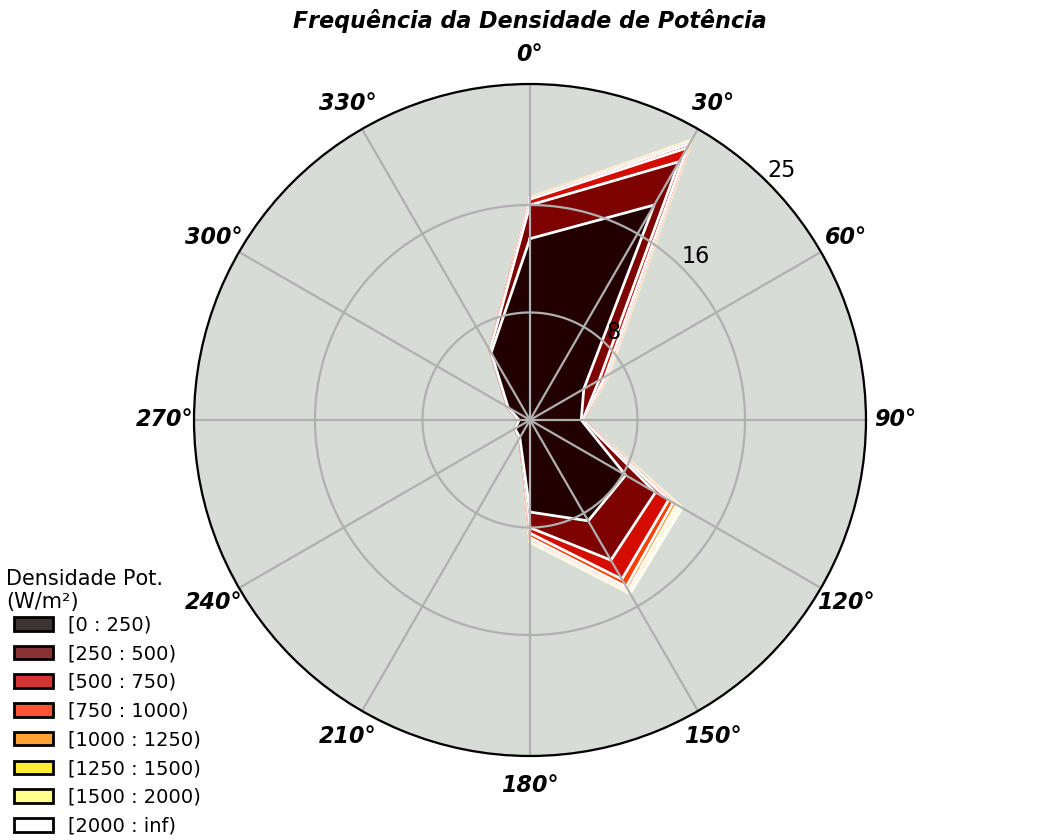 Frequência da Densidade de Potência
0°
330°
30°
25
300°
60°
16
8
270°
90°
Densidade Pot.
(W/m²)
240°
120°
[0 : 250)
[250 : 500)
[500 : 750)
[750 : 1000)
[1000 : 1250)
[1250 : 1500)
[1500 : 2000)
[2000 : inf)
210°
150°
180°